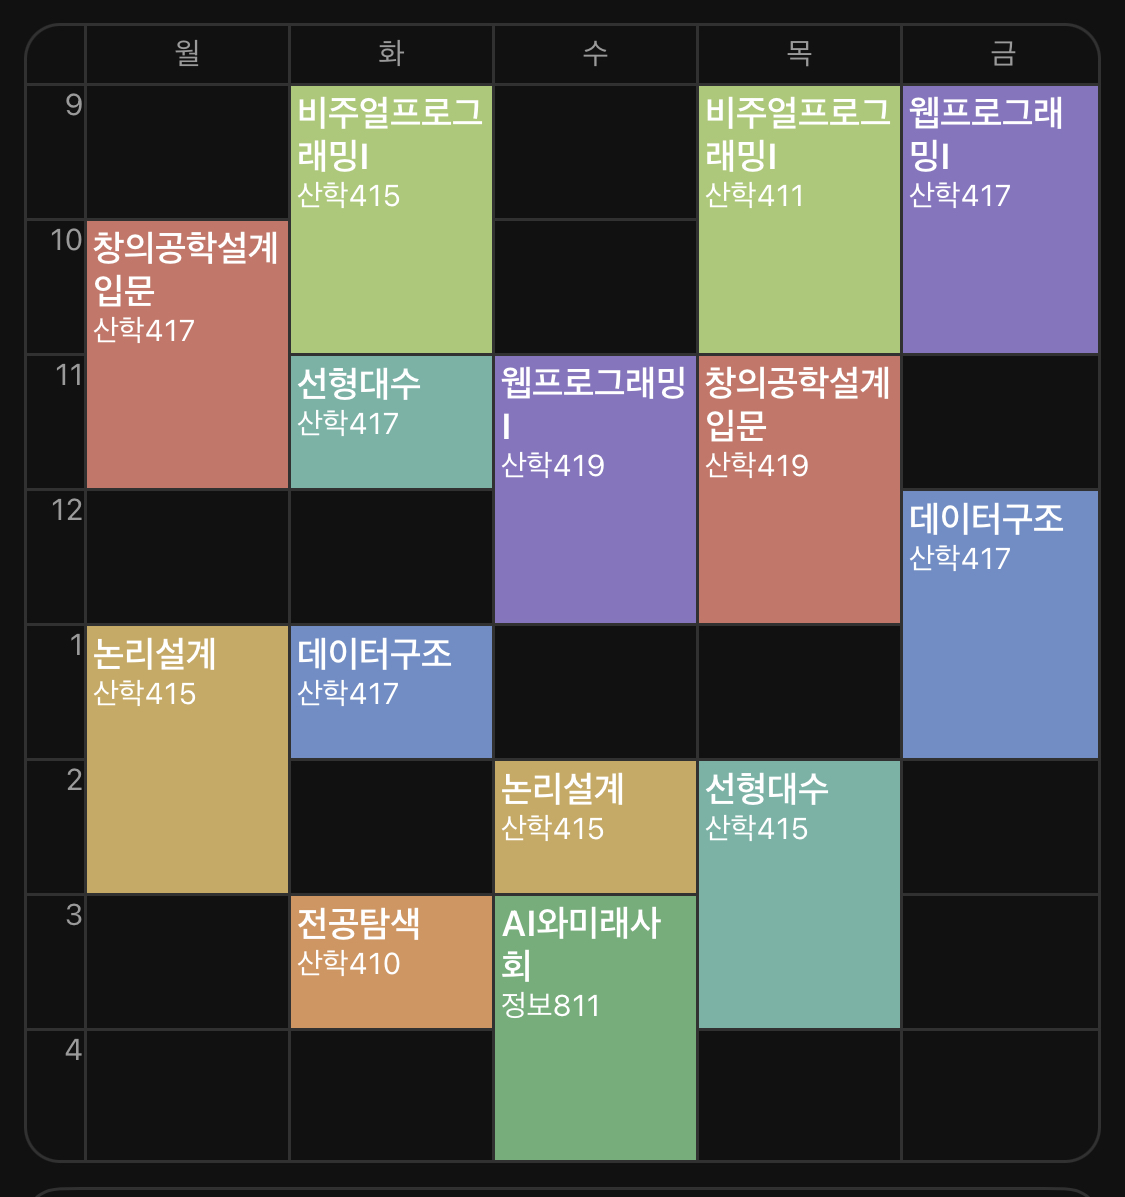 월 화 수 목 금
9
비주얼프로그
래밍I
산학415
비주얼프로그
래밍I
산학411
웹프로그래
밍I
산학417
10
창의공학설계
입문
산학417
11
선형대수
산학417
웹프로그래밍
I
산학419
창의공학설계
입문
산학419
12
데이터구조
산학417
1
논리설계
산학415
데이터구조
산학417
2
논리설계
산학415
선형대수
산학415
3
전공탐색
산학410
AI와미래사
회
정보811
4